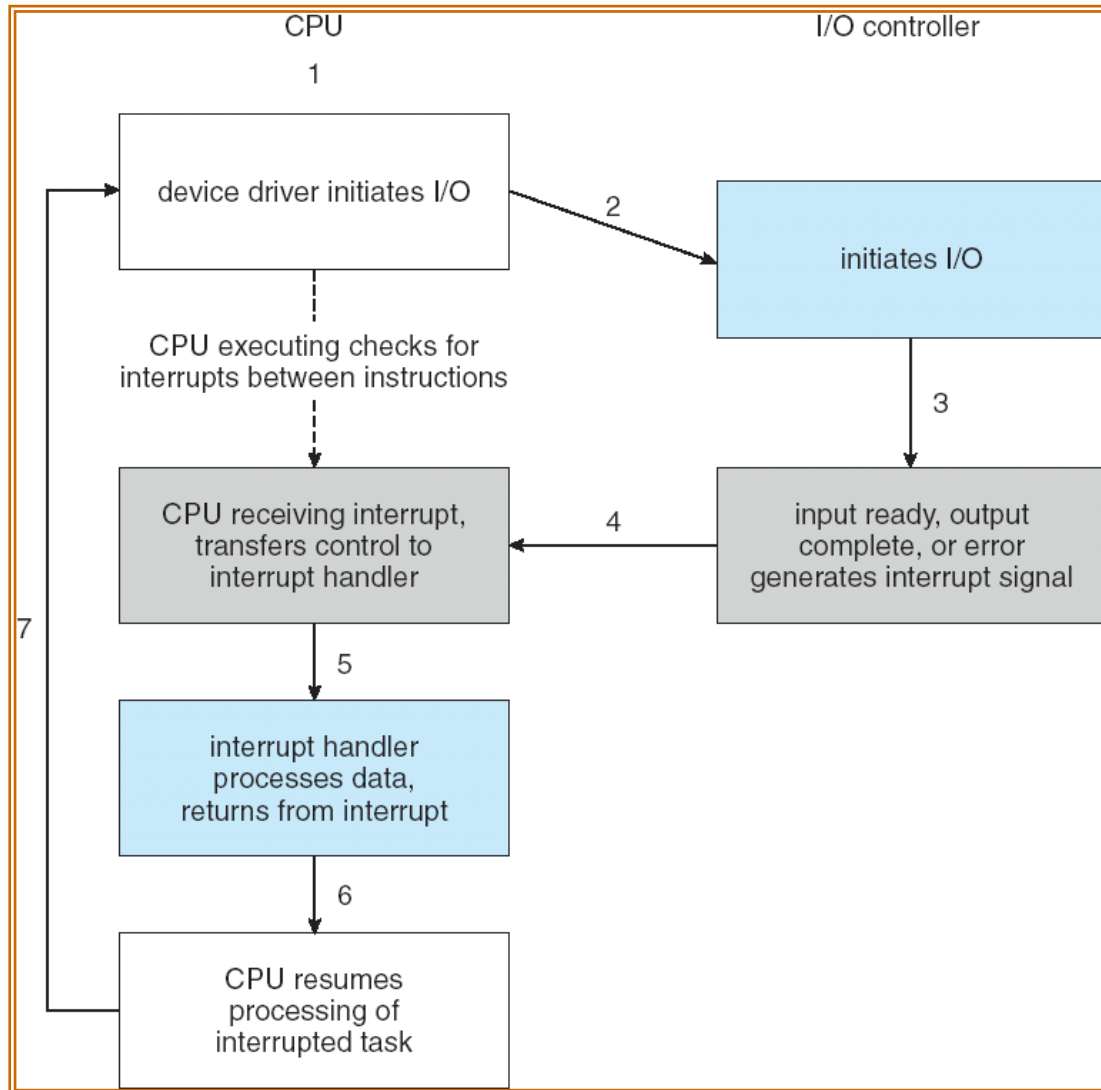 CPU
I/O controller
1
device driver initiates I/O
2
initiates I/O
CPU executing checks for
interrupts between instructions
3
CPU receiving interrupt,
transfers control to
interrupt handler
4
input ready, output
complete, or error
generates interrupt signal
7
5
interrupt handler
processes data,
returns from interrupt
6
CPU resumes
processing of
interrupted task